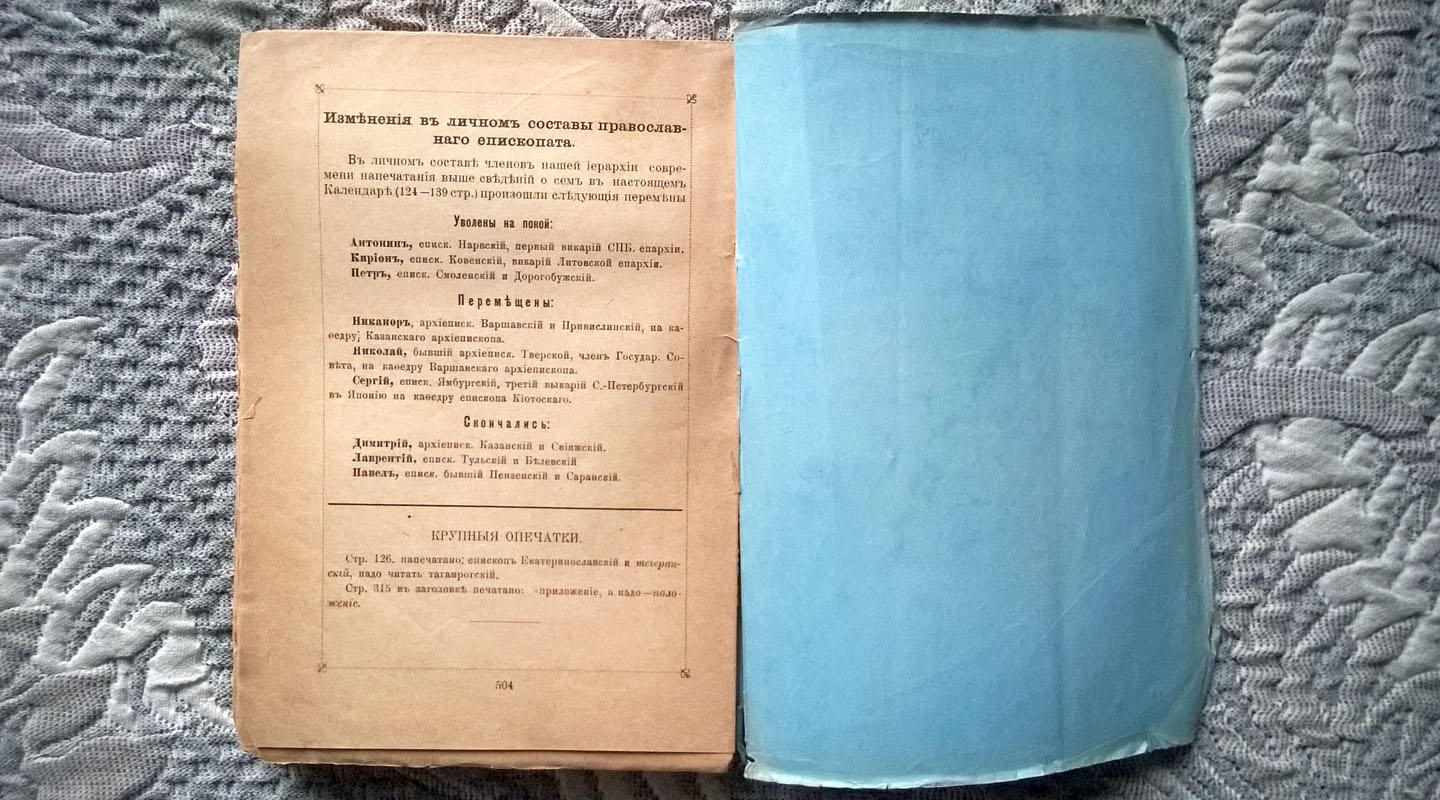 Измѣненія въ личномъ составы православ-
наго епископата.
Въ личномъ составѣ членовъ нашей іерархіи совре-
мени напечатанія выше свѣдѣній о семъ въ настоящемъ
Календарѣ (124—139 стр.) произошли слѣдующія перемѣны
Уволены на покой:
Антонинъ, еписк. Нарвскій, первый викарій СПБ. епархіи.
Киріонъ, еписк. Ковенскій, викарій Литовской епархіи.
Петръ, еписк. Смоленскій и Дорогобужскій.
Перемѣщены:
Никаноръ, архіеписк. Варшавскій и Привислинскій, на ка-
ѳедру, Казанскаго архіепископа.
Николай, бывшій архіеписк. Тверской, членъ Государ. Со-
вѣта, на каѳедру Варшавскаго архіепископа.
Сергій, еписк. Ямбургскій, третій выкарій С.-Петербургскій
въ Японію на каѳедру епископа Кіотоскаго.
Скончались:
Димитрій, архіеписк. Казанскій и Свіяжскій.
Лаврентій, еписк. Тульскій и Бѣлевскій
Павелъ, еписк. бывшій Пензенскій и Саранскій.
КРУПНЫЯ ОПЕЧАТКИ.
Стр. 126. напечатано: епископъ Екатеринославскій и тегеран-
скій, надо читать таганрогскій.
Стр. 315 въ заголовкѣ печатано: «приложеніе, а надо—поло-
женіе.
504